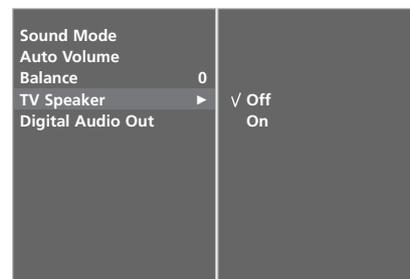 Sound Mode
Auto Volume
Balance 0
TV Speaker ▶
Digital Audio Out
√ Off
On